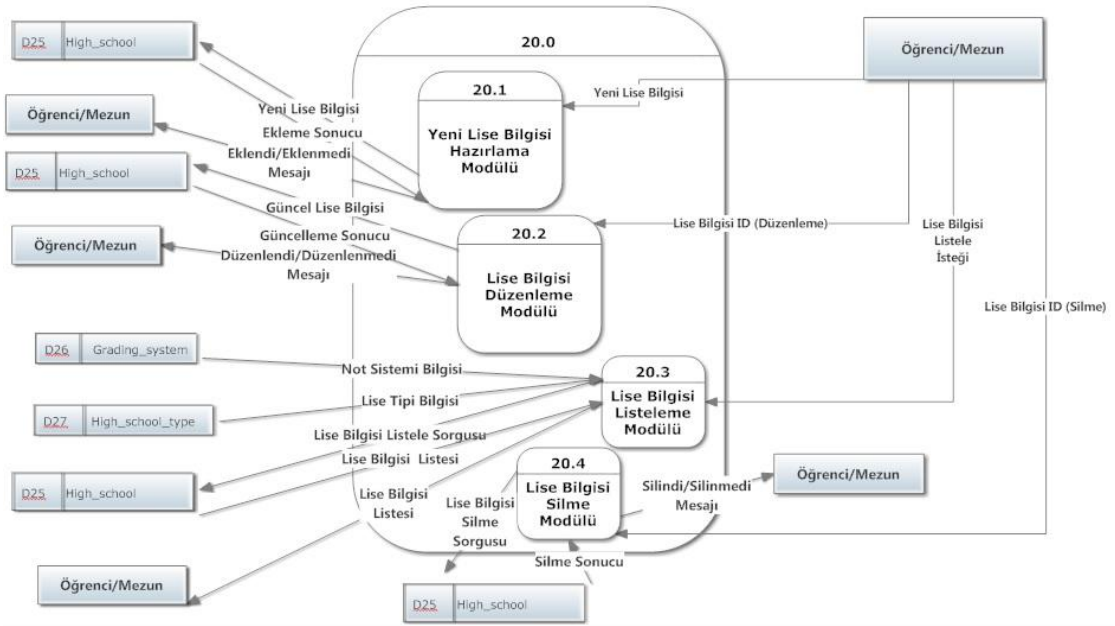 20.0
D25 High_school
Öğrenci/Mezun
20.1
Yeni Lise Bilgisi
Hazırlama
Modülü
Yeni Lise Bilgisi
Yeni Lise Bilgisi
Ekleme Sonucu
Eklendi/Eklenmedi
Mesajı
Öğrenci/Mezun
D25 High_school
Güncel Lise Bilgisi
Güncelleme Sonucu
Düzenlendi/Düzenlenmedi
Mesajı
Öğrenci/Mezun
20.2
Lise Bilgisi
Düzenleme
Modülü
Lise Bilgisi ID (Düzenleme)
Lise Bilgisi
Listele
İsteği
Lise Bilgisi ID (Silme)
D26 Grading_system
Not Sistemi Bilgisi
20.3
Lise Bilgisi
Listeleme
Modülü
D27 High_school_type
Lise Tipi Bilgisi
Lise Bilgisi Listele Sorgusu
Lise Bilgisi Listesi
D25 High_school
Lise Bilgisi
Listesi
Lise Bilgisi
Silme
Sorgusu
20.4
Lise Bilgisi
Silme
Modülü
Silindi/Silinmedi
Mesajı
Öğrenci/Mezun
Silme Sonucu
Öğrenci/Mezun
D25 High_school